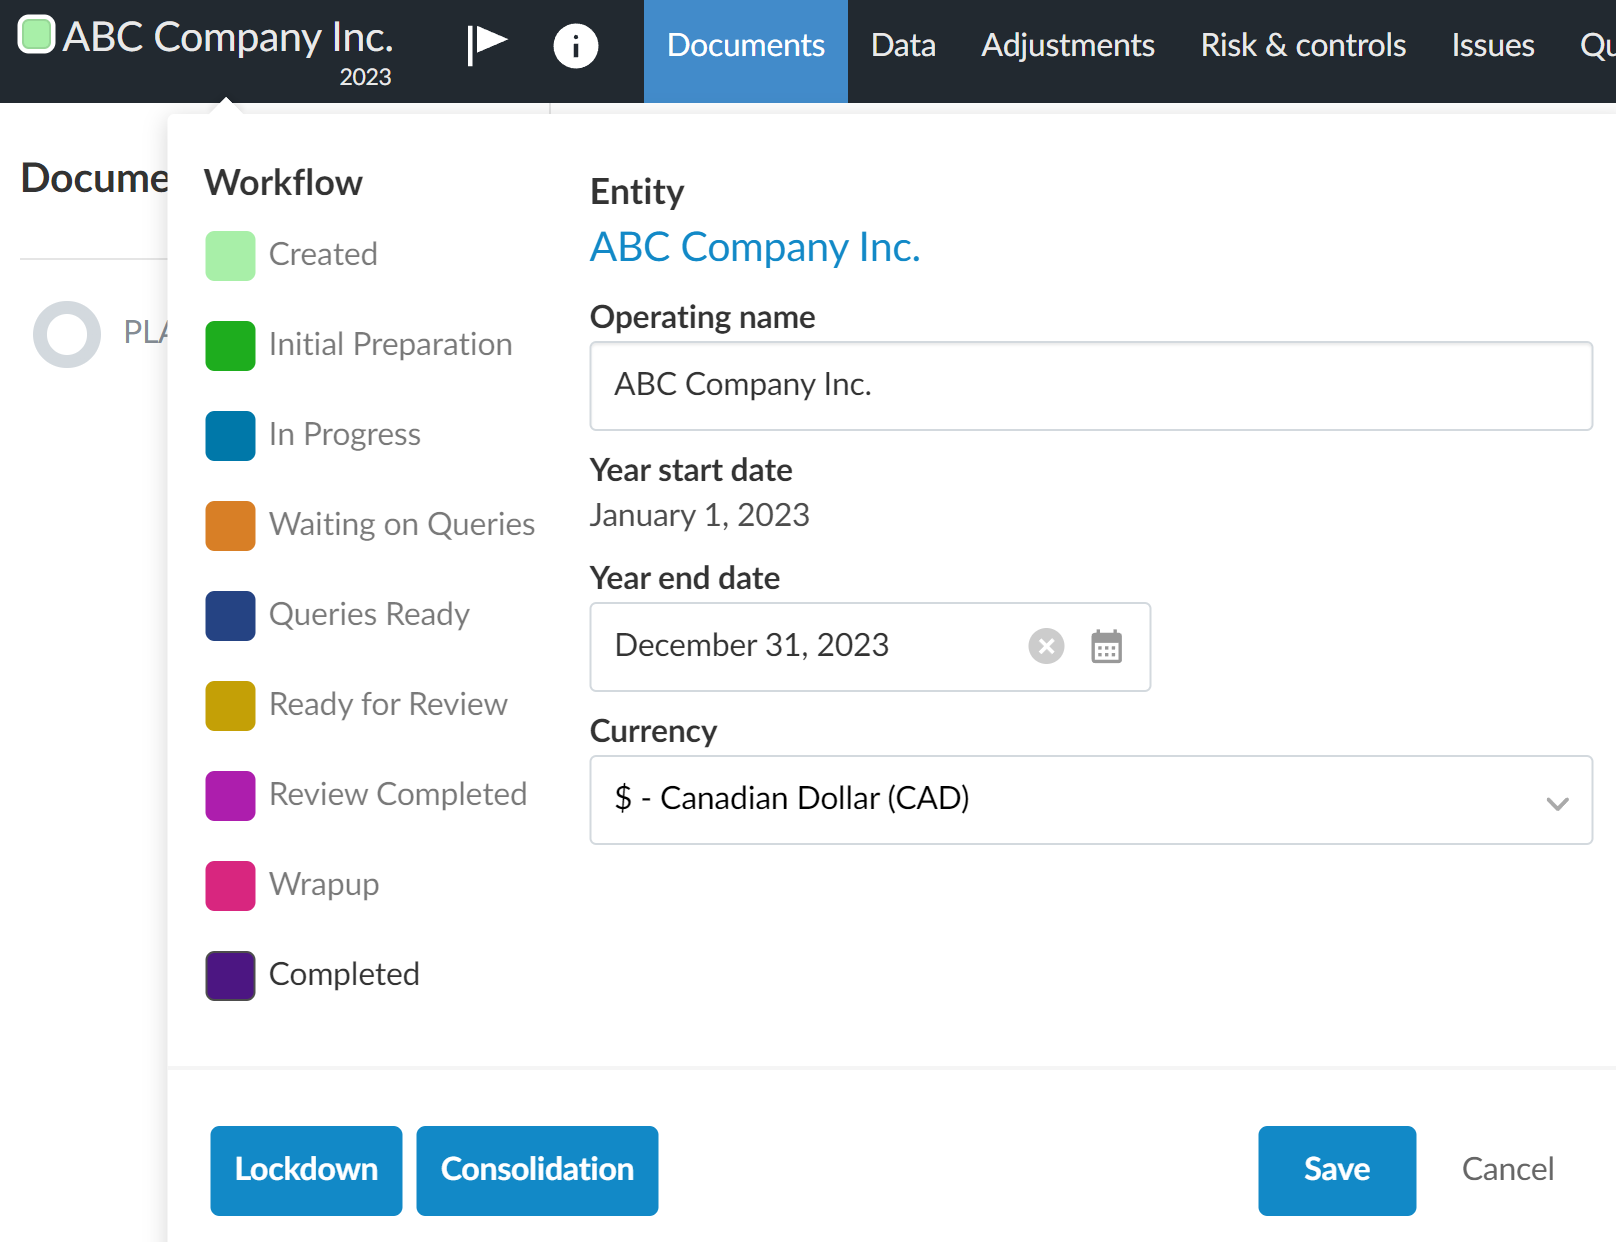 ABC Company Inc.
2023
Documents
Data
Adjustments
Risk & controls
Issues
Qu
Docume
PLA
Workflow
Created
Initial Preparation
In Progress
Waiting on Queries
Queries Ready
Ready for Review
Review Completed
Wrapup
Completed
Entity
ABC Company Inc.
Operating name
ABC Company Inc.
Year start date
January 1, 2023
Year end date
December 31, 2023
Currency
$ - Canadian Dollar (CAD)
Lockdown
Consolidation
Save
Cancel